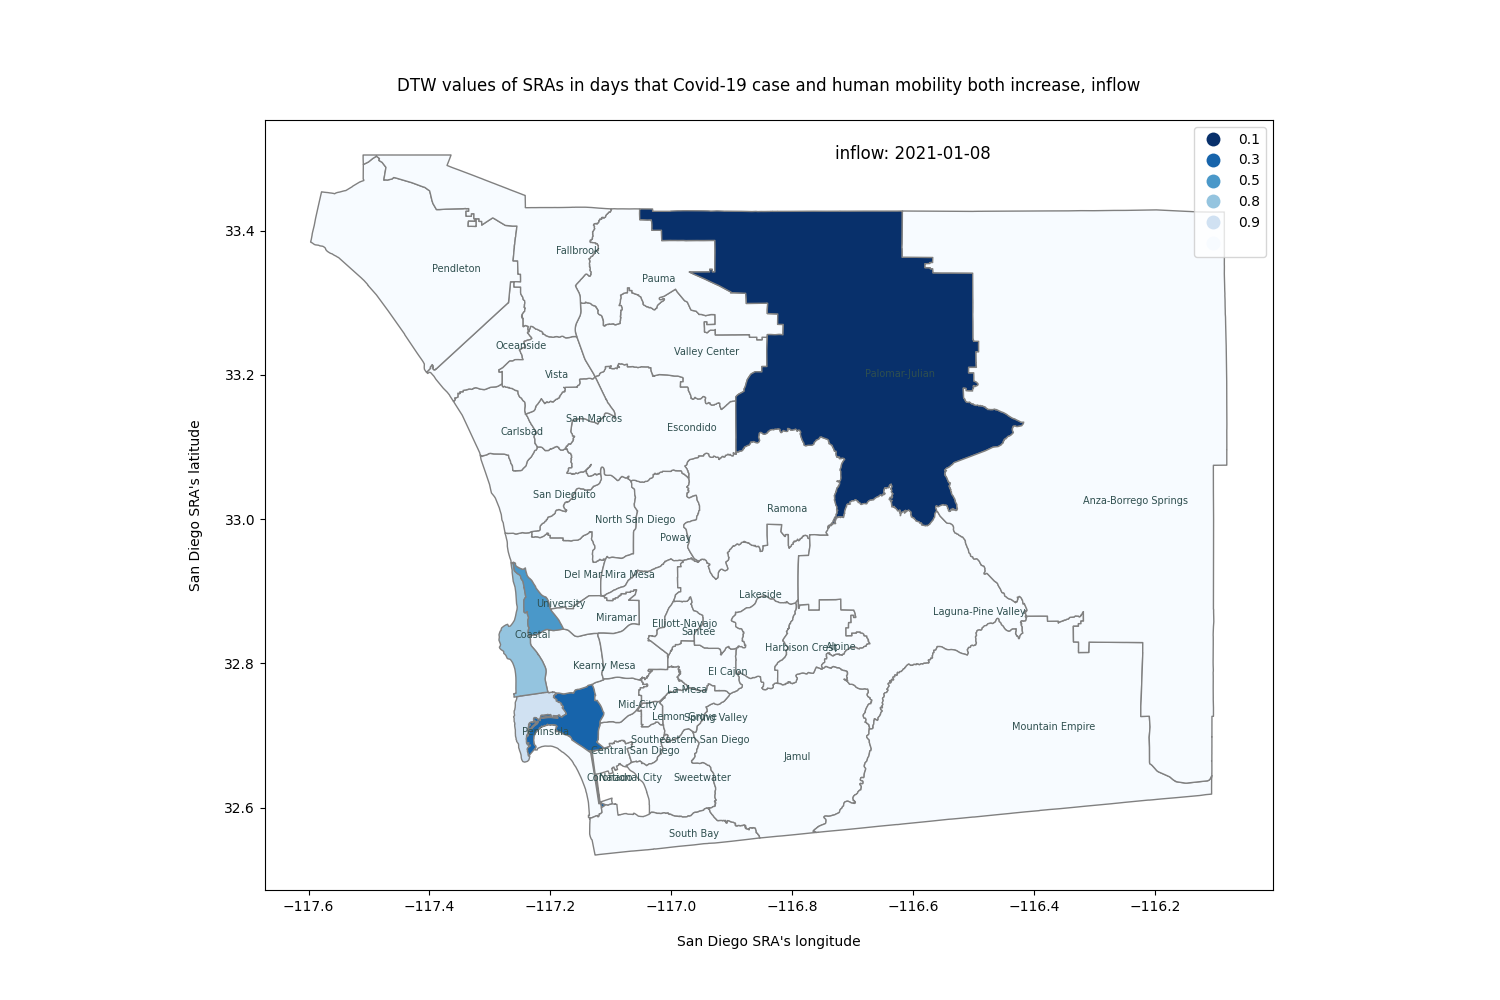 DTW values of SRAs in days that Covid-19 case and human mobility both increase, inflow
inflow: 2021-01-08
0.1
0.3
0.5
0.8
0.9
33.4
33.2
33.0
32.8
32.6
San Diego SRA's latitude
Fallbrook
Pendleton
Pauma
Oceanside
Valley Center
Vista
Palomar-Julian
San Marcos
Carlsbad
Escondido
San Dieguito
Anza-Borrego Springs
Ramona
North San Diego
Poway
Del Mar-Mira Mesa
Lakeside
University
Laguna-Pine Valley
Miramar
Elliott-Navajo
Santee
Coastal
Harbison Crest
Alpine
Kearny Mesa
El Cajon
La Mesa
Mid-City
Lemon Grove
Spring Valley
Mountain Empire
Peninsula
Southeastern San Diego
Central San Diego
Jamul
Coronado
National City
Sweetwater
South Bay
−117.6
−117.4
−117.2
−117.0
−116.8
−116.6
−116.4
−116.2
San Diego SRA's longitude